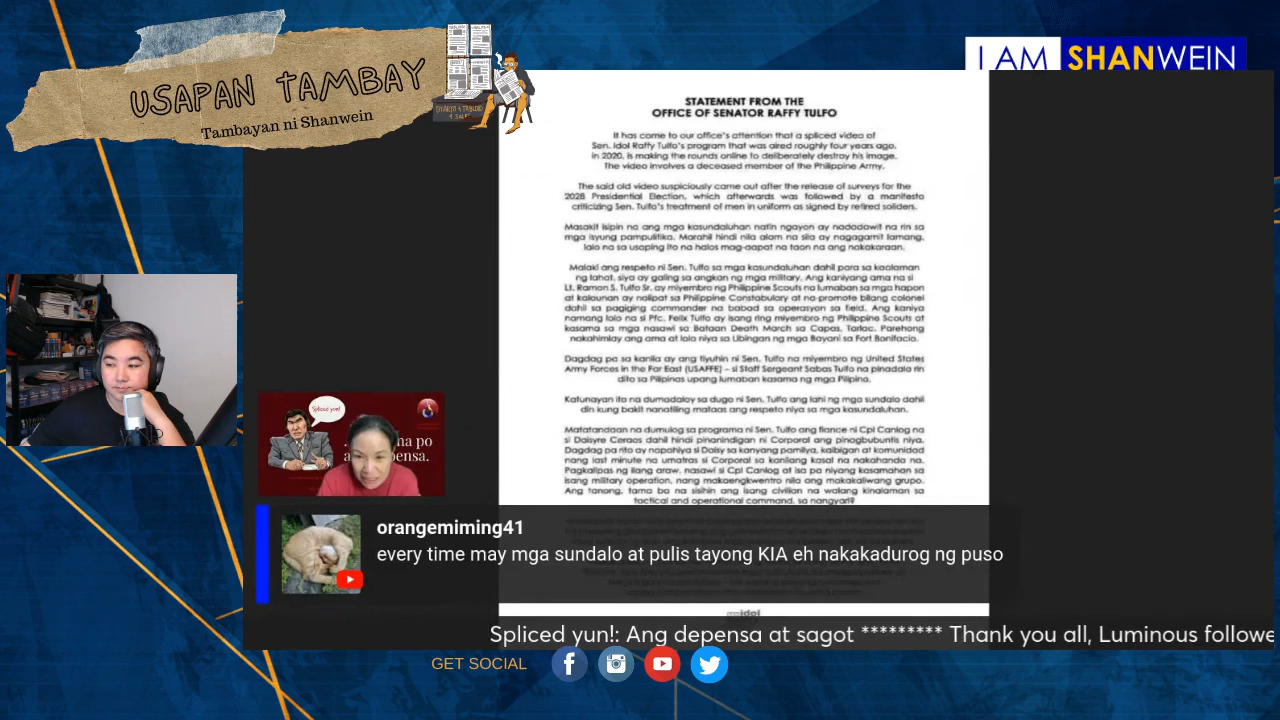 USAPAN TAMBAY
Tambayan ni Shanwein
DYARYO & TABLOID
4 SALE
I AM SHANWEIN
STATEMENT FROM THE
OFFICE OF SENATOR RAFFY TULFO
It has come to our office's attention that a spliced video of
Sen. Idol Raffy Tulfo's program that was aired roughly four years ago,
in 2020, is making the rounds online to deliberately destroy his image.
The video involves a deceased member of the Philippine Army.
The said old video suspiciously came out after the release of surveys for the
2028 Presidential Election, which afterwards was followed by a manifesto
criticizing Sen. Tulfo's treatment of men in uniform as signed by retired soliders.
Masakit isipin na ang mga kasundaluhan natin ngayon ay nadadawit na rin sa
mga isyung pampulitika. Marahil hindi nila alam na sila ay nagagamit lamang,
lalo na sa usaping ito na halos mag-aapat na taon na ang nakakaraan.
Malaki ang respeto ni Sen. Tulfo sa mga kasundaluhan dahil para sa kaalaman
ng lahat, siya ay galing sa angkan ng mga military. Ang kaniyang ama na si
Lt. Ramon S. Tulfo Sr. ay miyembro ng Philippine Scouts na lumaban sa mga hapon
at kalaunan ay nalipat sa Philippine Constabulary at na-promote bilang colonel
dahil sa pagiging commander na babad sa operasyon sa field. Ang kaniya
namang lolo na si Pfc. Felix Tulfo ay isang ring miyembro ng Philippine Scouts at
kasama sa mga nasawi sa Bataan Death March sa Capas, Tarlac. Parehong
nakahimlay ang ama at lolo niya sa Libingan ng mga Bayani sa Fort Bonifacio.
Dagdag pa sa kanila ay ang tiyuhin ni Sen. Tulfo na miyembro ng United States
Army Forces in the Far East (USAFFE) – si Staff Sergeant Sabas Tulfo na pinadala rin
dito sa Pilipinas upang lumaban kasama ng mga Pilipino.
Katunayan ito na dumadaloy sa dugo ni Sen. Tulfo ang lahi ng mga sundalo dahil
din kung bakit nanatiling mataas ang respeto niya sa mga kasundaluhan.
Matatandaan na dumulog sa programa ni Sen. Tulfo ang fiance ni Cpl Canlog na
si Daisyre Ceraos dahil hindi pinanindigan ni Corporal ang pinagbubuntis niya.
Dagdag pa rito ay napahiya si Daisy sa kanyang pamilya, kaibigan at komunidad
nang last minute na umatras si Corporal sa kanilang kasal na nakahanda na.
Pagkalipas ng ilang araw, nasawi si Cpl Canlog at isa pa niyang kasamahan sa
isang military operation, nang makaengkwentro nila ang makakaliwang grupo.
Ang tanong, tama ba na sisihin ang isang civilian na walang kinalaman sa
tactical and operational command, sa nangyari?
Spliced yun!
na po
pensa.
orangemiming41
every time may mga sundalo at pulis tayong KIA eh nakakadurog ng puso
idol
Spliced yun!: Ang depensa at sagot ********* Thank you all, Luminous followe
GET SOCIAL